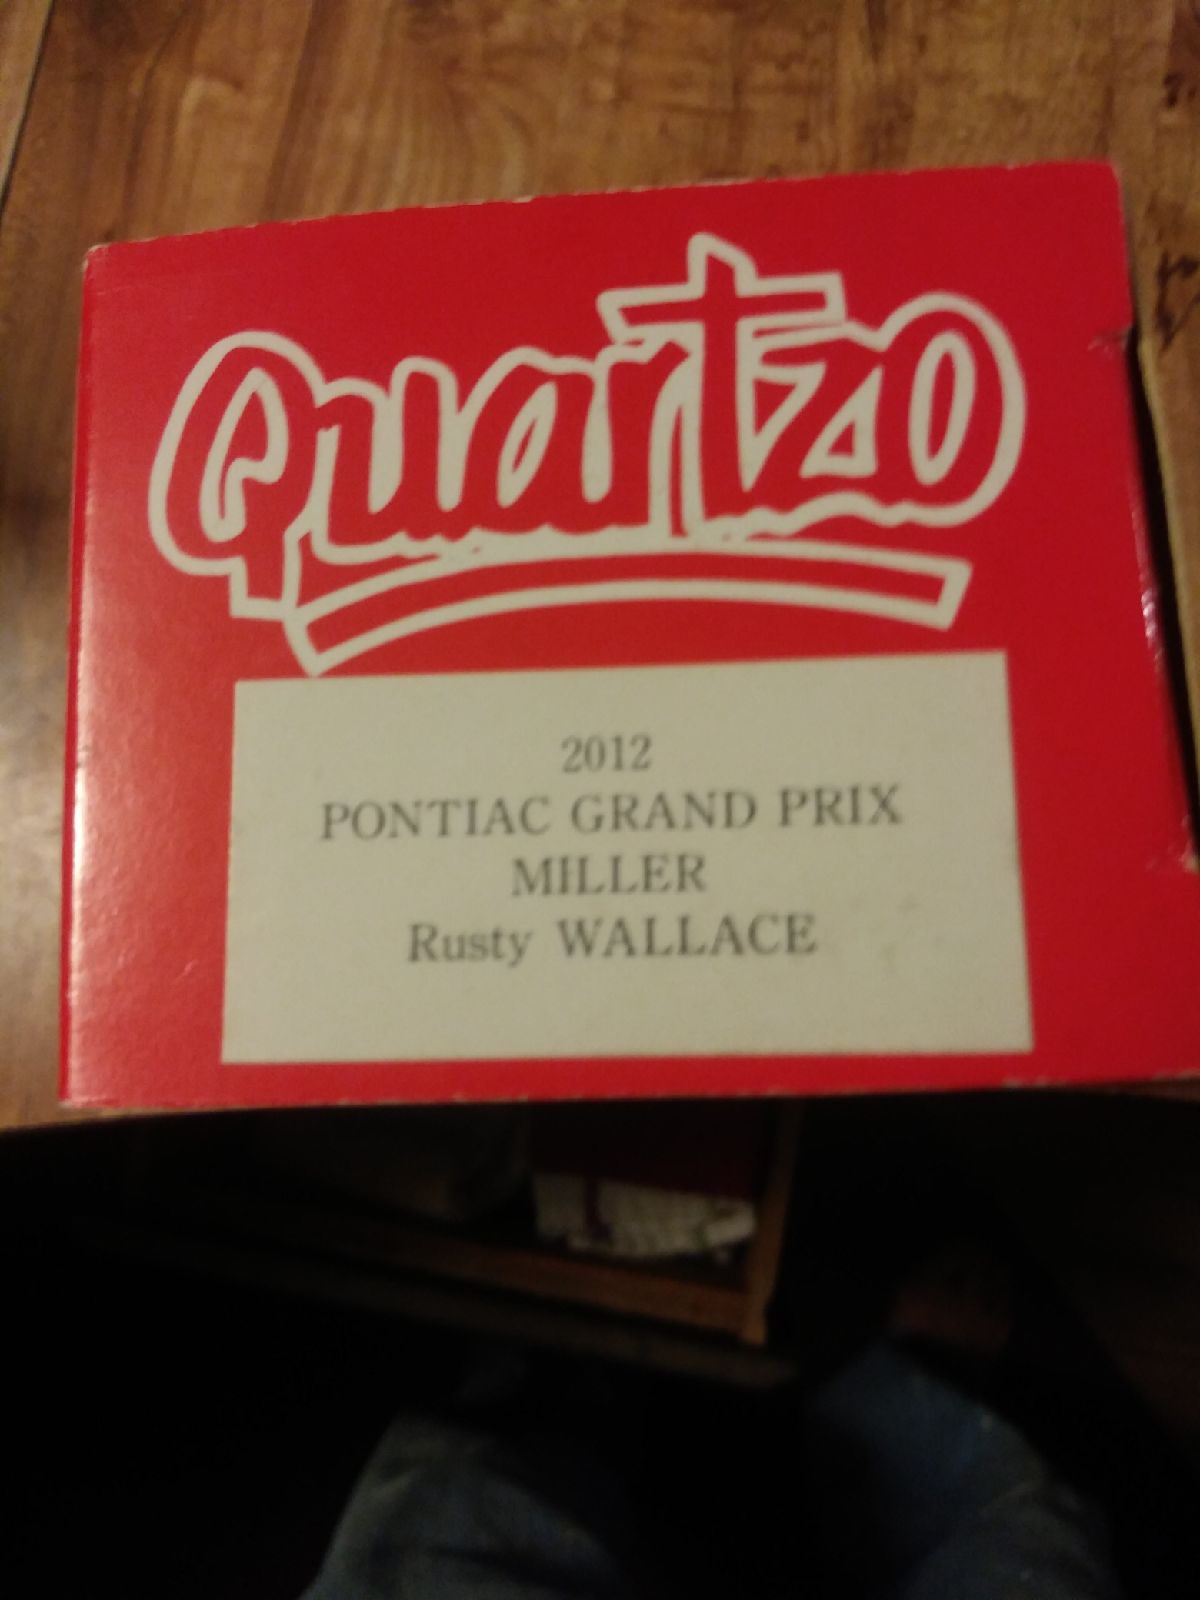 Quartzo
2012
PONTIAC GRAND PRIX
MILLER
Rusty WALLACE